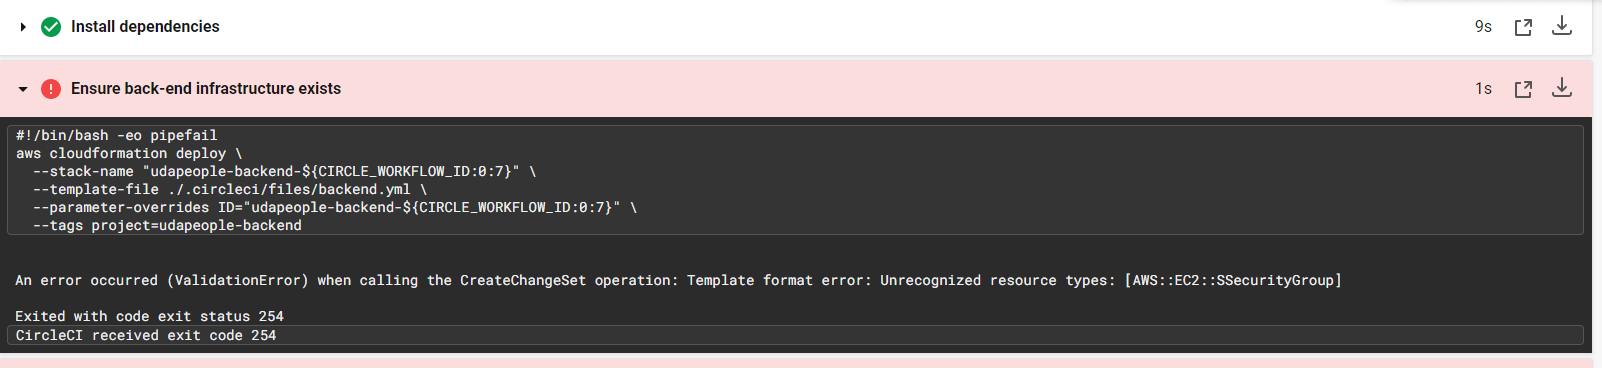 Install dependencies
9s
Ensure back-end infrastructure exists
1s
#!/bin/bash -eo pipefail
aws cloudformation deploy \
  --stack-name "udapeople-backend-${CIRCLE_WORKFLOW_ID:0:7}" \
  --template-file ./.circleci/files/backend.yml \
  --parameter-overrides ID="udapeople-backend-${CIRCLE_WORKFLOW_ID:0:7}" \
  --tags project=udapeople-backend
An error occurred (ValidationError) when calling the CreateChangeSet operation: Template format error: Unrecognized resource types: [AWS::EC2::SSecurityGroup]
Exited with code exit status 254
CircleCI received exit code 254